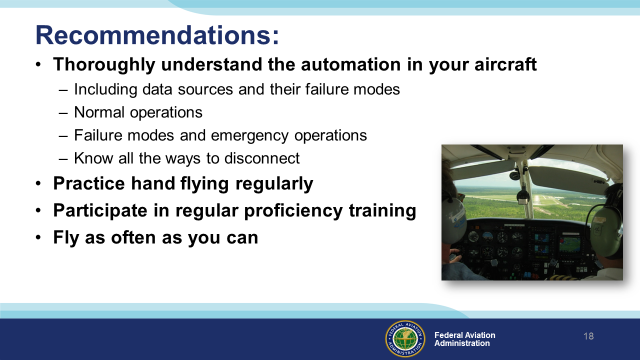 Recommendations:
• Thoroughly understand the automation in your aircraft
– Including data sources and their failure modes
– Normal operations
– Failure modes and emergency operations
– Know all the ways to disconnect
• Practice hand flying regularly
• Participate in regular proficiency training
• Fly as often as you can
Federal Aviation
Administration
18